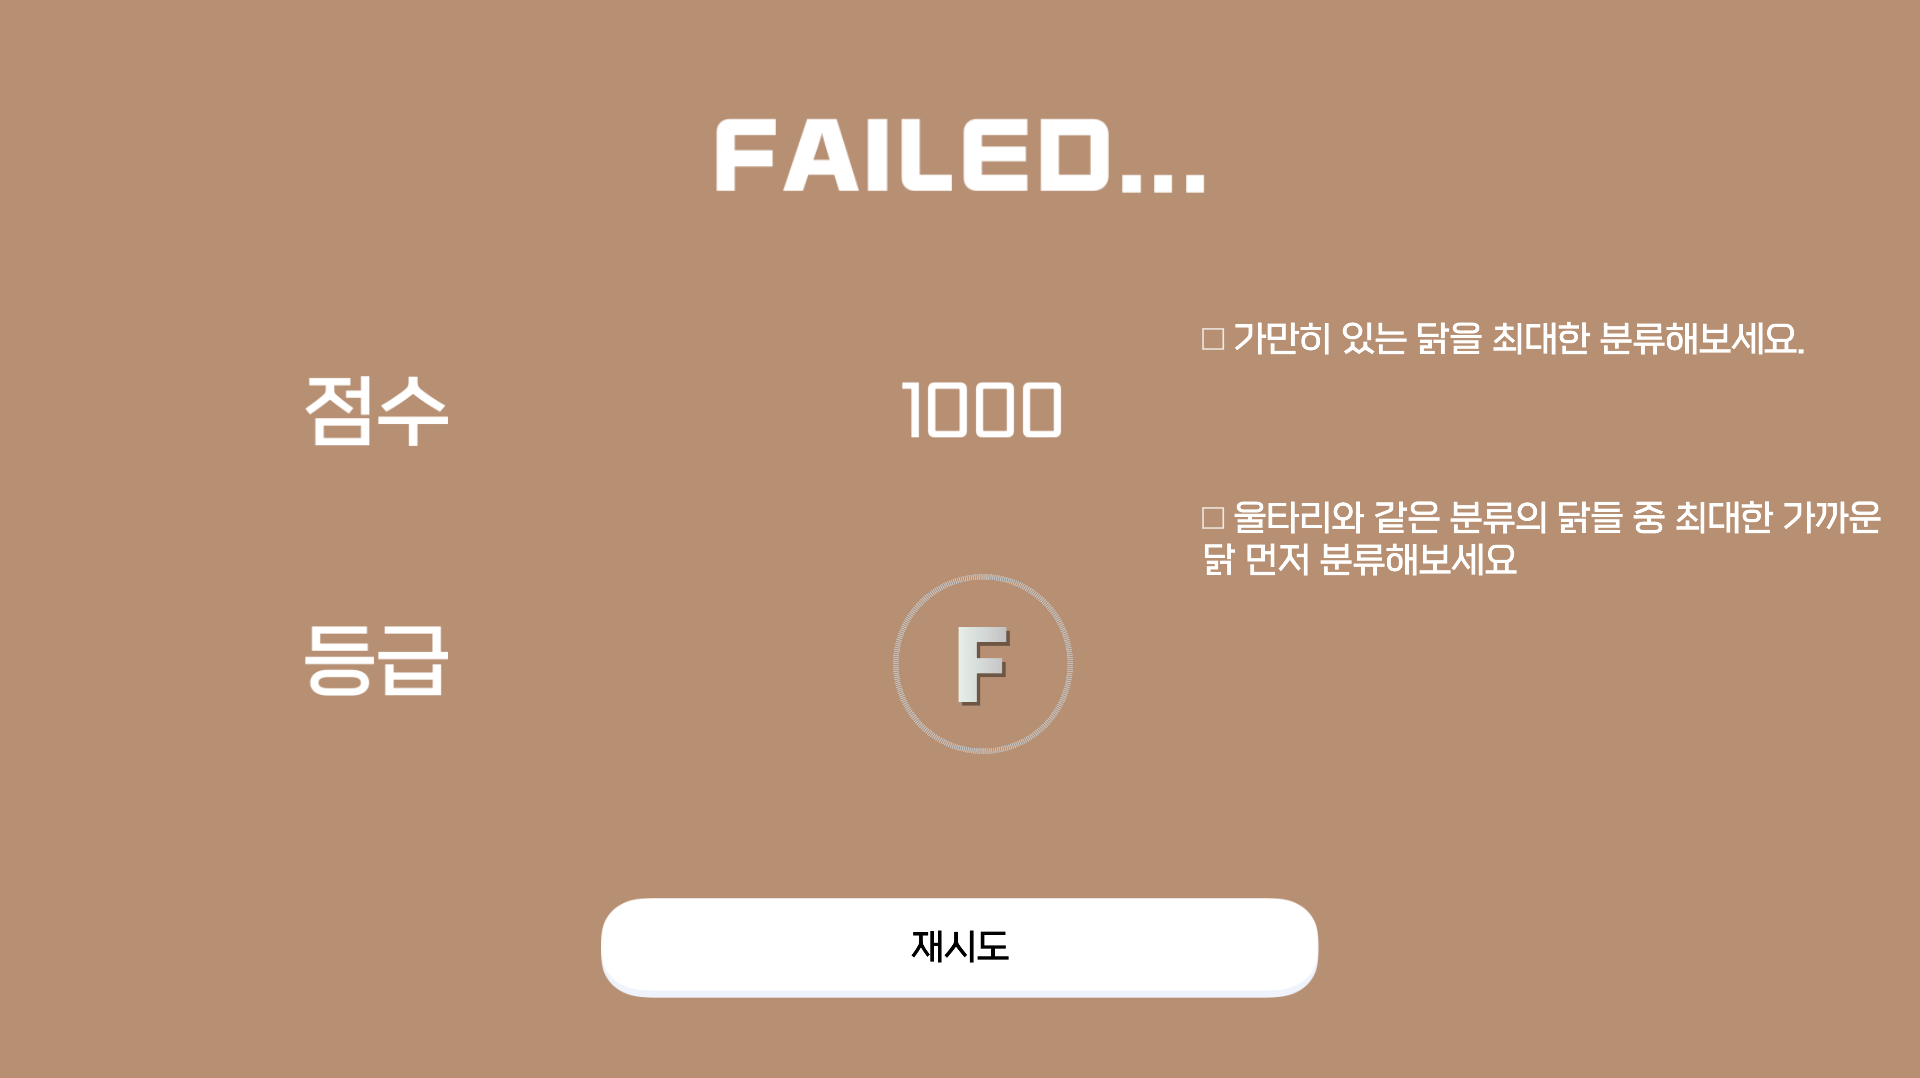 FAILED...
점수
1000
□ 가만히 있는 닭을 최대한 분류해보세요.
□ 울타리와 같은 분류의 닭들 중 최대한 가까운
닭 먼저 분류해보세요
등급
F
재시도